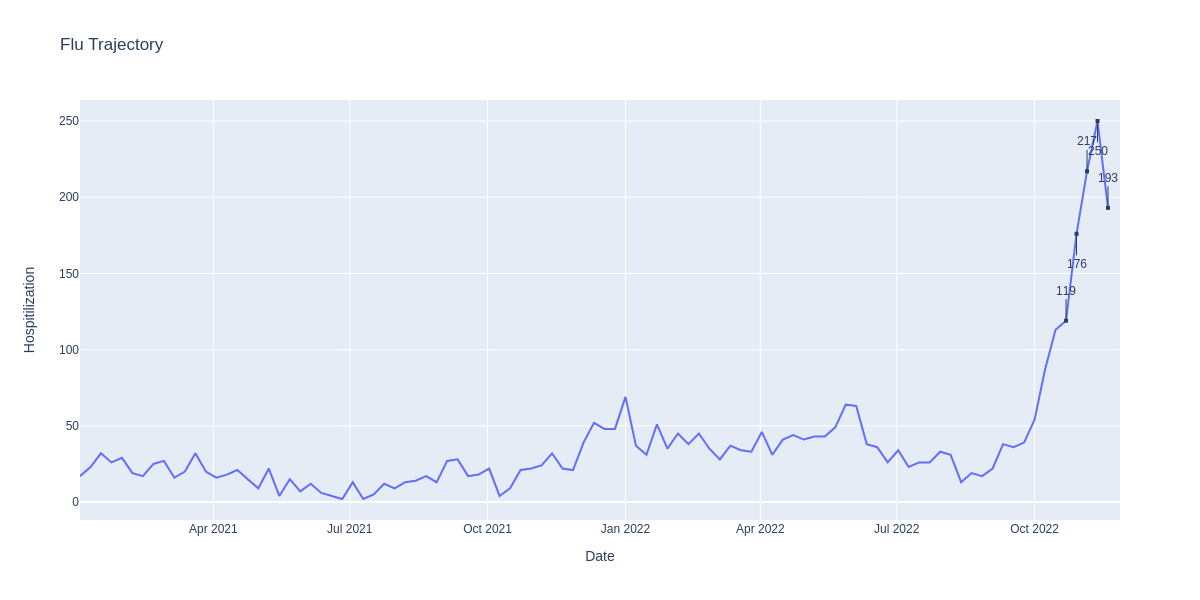 Flu Trajectory
250
200
150
100
50
0
Hospitilization
217
250
193
176
119
Apr 2021
Jul 2021
Oct 2021
Jan 2022
Apr 2022
Jul 2022
Oct 2022
Date